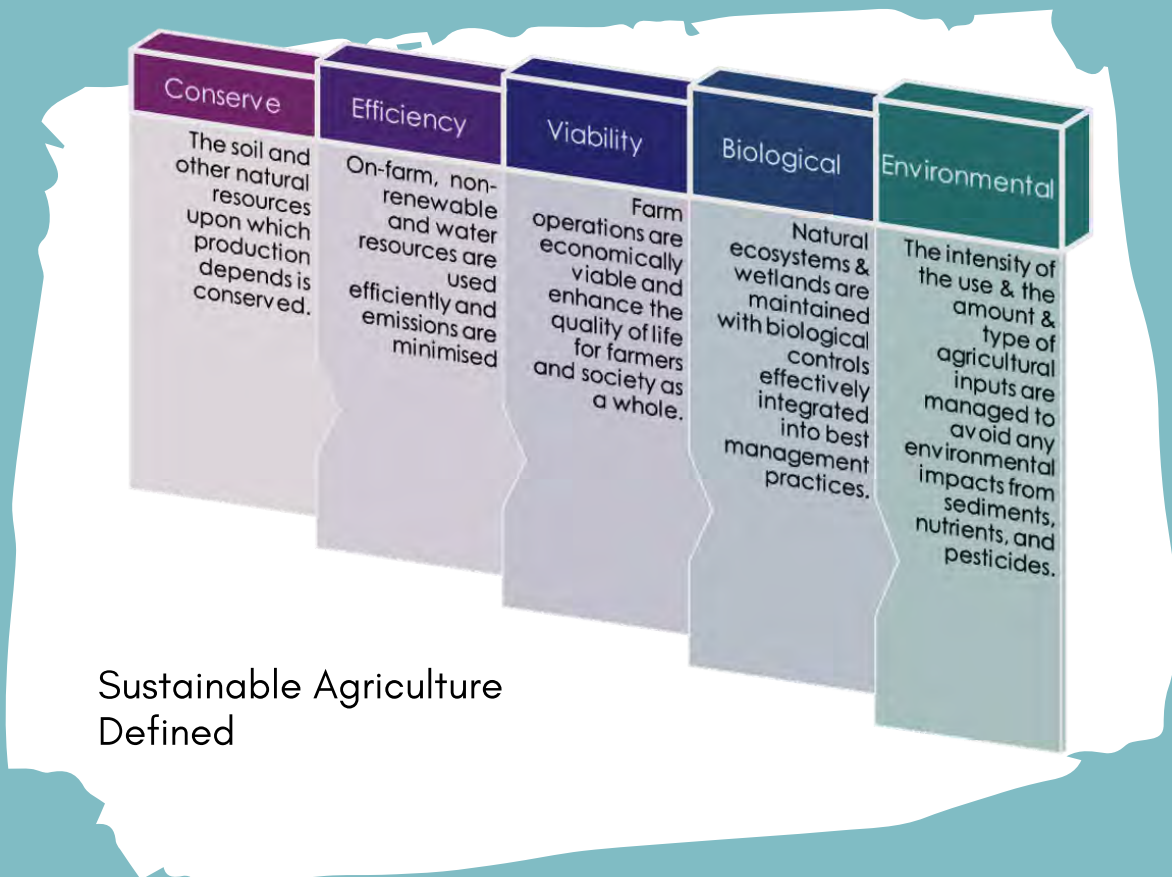 Conserve
The soil and
other natural
resources
upon which
production
depends is
conserved.
Efficiency
On-farm, non-
renewable
and water
resources are
used
efficiently and
emissions are
minimised
Viability
Farm
operations are
economically
viable and
enhance the
quality of life
for farmers
and society as
a whole.
Biological
Natural
ecosystems &
wetlands are
maintained
with biological
controls
effectively
integrated
into best
management
practices.
Environmental
The intensity of
the use & the
amount &
type of
agricultural
inputs are
managed to
avoid any
environmental
impacts from
sediments,
nutrients, and
pesticides.
Sustainable Agriculture
Defined